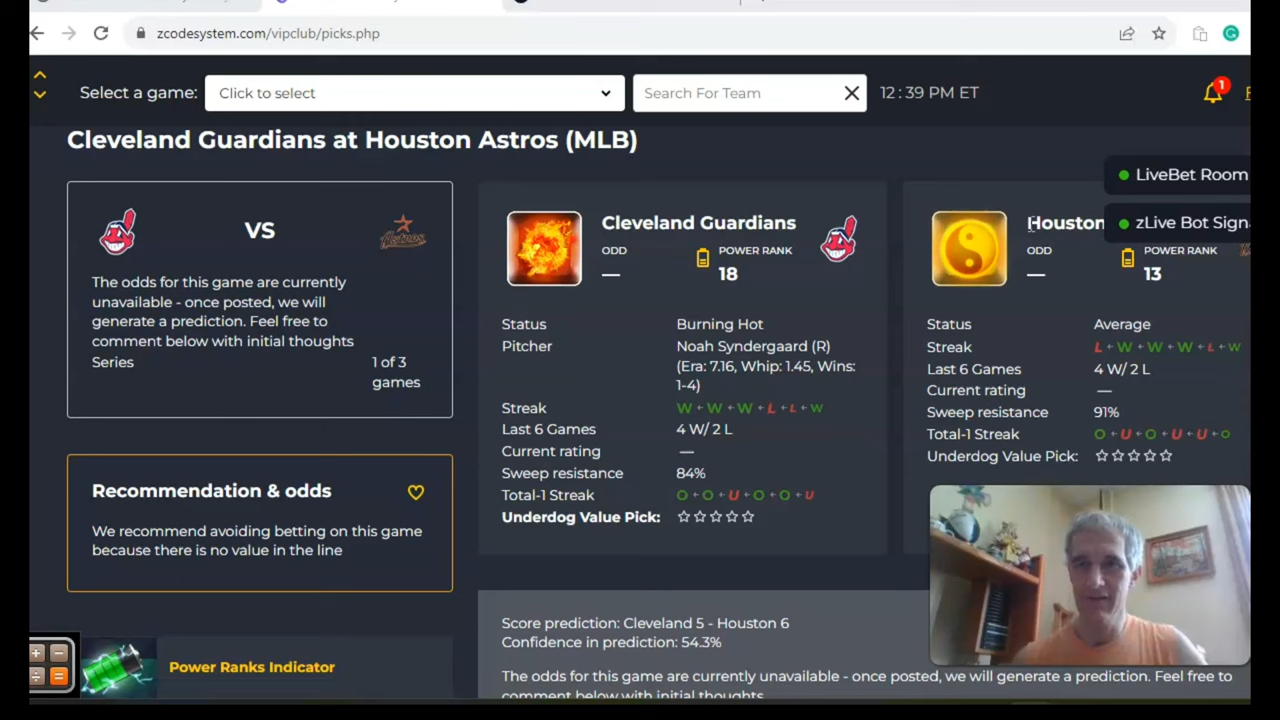 zcodesystem.com/vipclub/picks.php
Select a game:
Click to select
Search For Team
12 : 39 PM ET
1
Cleveland Guardians at Houston Astros (MLB)
LiveBet Room
zLive Bot Sign
VS
Astros
The odds for this game are currently
unavailable - once posted, we will
generate a prediction. Feel free to
comment below with initial thoughts
Series
1 of 3
games
Recommendation & odds
We recommend avoiding betting on this game
because there is no value in the line
Power Ranks Indicator
Cleveland Guardians
ODD
—
POWER RANK
18
Status
Burning Hot
Pitcher
Noah Syndergaard (R)
(Era: 7.16, Whip: 1.45, Wins:
1-4)
Streak
W W W L L W
Last 6 Games
4 W/ 2 L
Current rating
—
Sweep resistance
84%
Total-1 Streak
O O U O O U
Underdog Value Pick:
Houston
ODD
—
POWER RANK
13
Status
Average
Streak
L W W W L W
Last 6 Games
4 W/ 2 L
Current rating
—
Sweep resistance
91%
Total-1 Streak
O U O U U O
Underdog Value Pick:
Score prediction: Cleveland 5 - Houston 6
Confidence in prediction: 54.3%
The odds for this game are currently unavailable - once posted, we will generate a prediction. Feel free to
comment below with initial thoughts